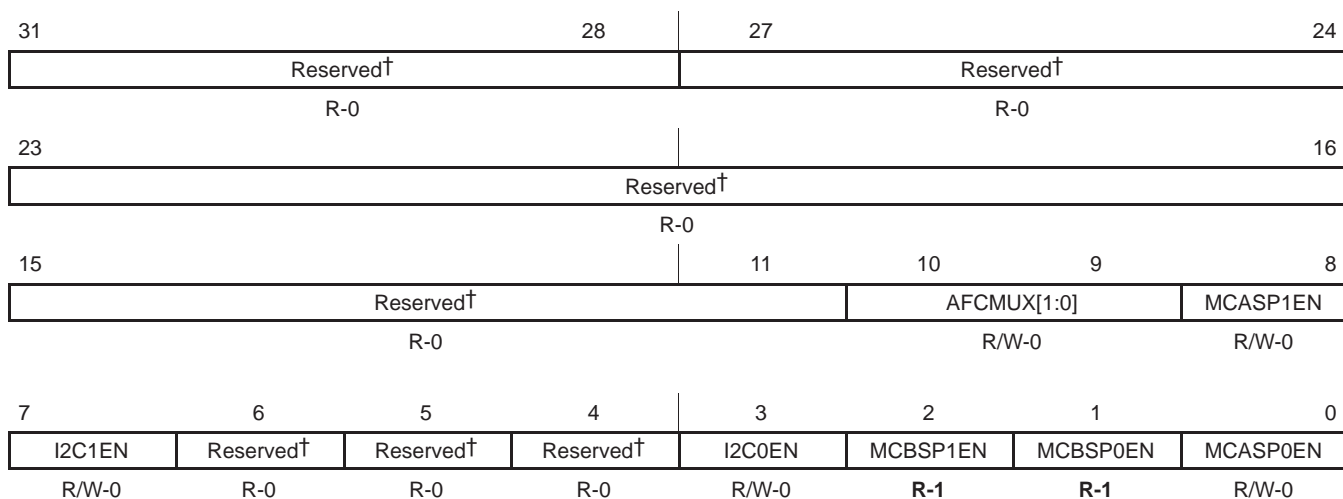 31 28 27 24
Reserved† Reserved†
R-0 R-0
23 16
Reserved†
R-0
15 11 10 9 8
Reserved† AFCMUX[1:0] MCASP1EN
R-0 R/W-0 R/W-0
7 6 5 4 3 2 1 0
I2C1EN Reserved† Reserved† Reserved† I2C0EN MCBSP1EN MCBSP0EN MCASP0EN
R/W-0 R-0 R-0 R-0 R/W-0 R-1 R-1 R/W-0